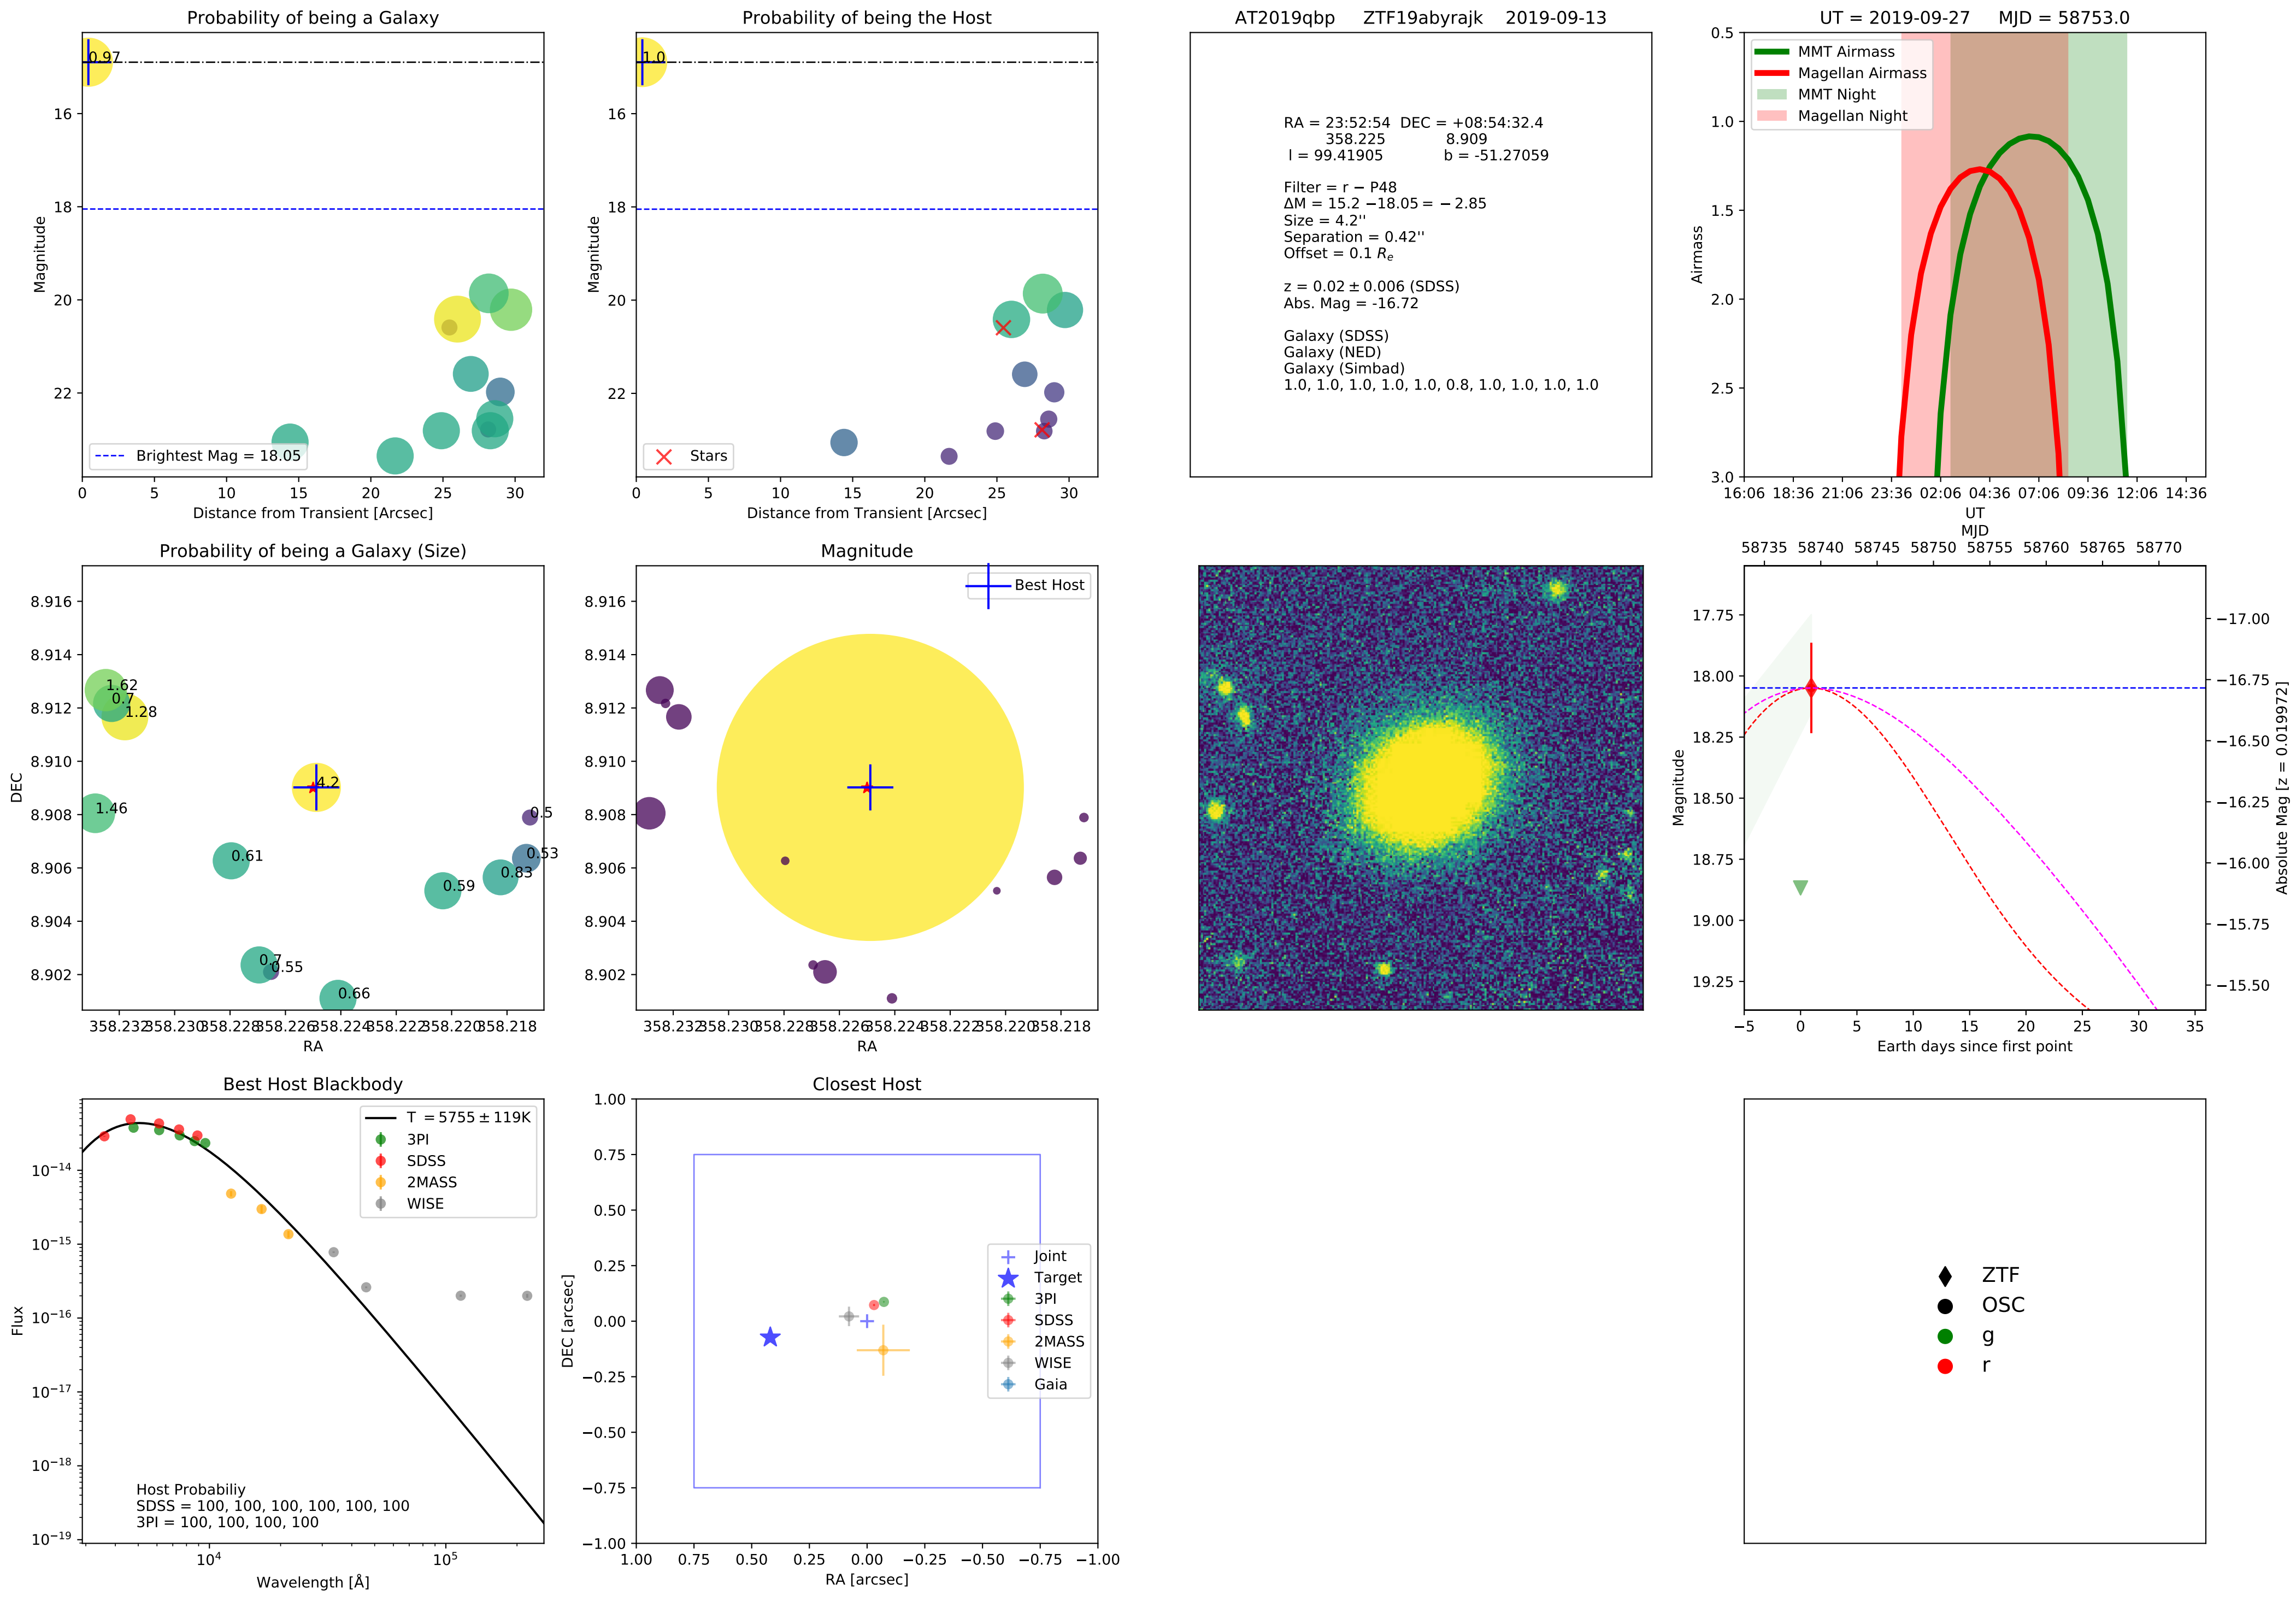 Probability of being a Galaxy
0.97
16
18
20
22
Magnitude
Brightest Mag = 18.05
0 5 10 15 20 25 30
Distance from Transient [Arcsec]
Probability of being the Host
1.0
16
18
20
22
Magnitude
Stars
0 5 10 15 20 25 30
Distance from Transient [Arcsec]
AT2019qbp ZTF19abyrajk 2019-09-13
RA = 23:52:54 DEC = +08:54:32.4
358.225 8.909
l = 99.41905 b = -51.27059
Filter = r − P48
ΔM = 15.2 −18.05 = − 2.85
Size = 4.2''
Separation = 0.42''
Offset = 0.1 Re
z = 0.02 ± 0.006 (SDSS)
Abs. Mag = -16.72
Galaxy (SDSS)
Galaxy (NED)
Galaxy (Simbad)
1.0, 1.0, 1.0, 1.0, 1.0, 0.8, 1.0, 1.0, 1.0, 1.0
UT = 2019-09-27 MJD = 58753.0
MMT Airmass
Magellan Airmass
MMT Night
Magellan Night
0.5
1.0
1.5
2.0
2.5
3.0
Airmass
16:06 18:36 21:06 23:36 02:06 04:36 07:06 09:36 12:06 14:36
UT
Probability of being a Galaxy (Size)
8.916
8.914
8.912
8.910
8.908
8.906
8.904
8.902
DEC
1.62
0.7
1.28
4.2
1.46
0.5
0.61
0.53
0.83
0.59
0.7
0.55
0.66
358.232 358.230 358.228 358.226 358.224 358.222 358.220 358.218
RA
Magnitude
Best Host
8.916
8.914
8.912
8.910
8.908
8.906
8.904
8.902
358.232 358.230 358.228 358.226 358.224 358.222 358.220 358.218
RA
MJD
58735 58740 58745 58750 58755 58760 58765 58770
17.75
18.00
18.25
18.50
18.75
19.00
19.25
Magnitude
−17.00
−16.75
−16.50
−16.25
−16.00
−15.75
−15.50
Absolute Mag [z = 0.019972]
−5 0 5 10 15 20 25 30 35
Earth days since first point
Best Host Blackbody
T = 5755 ± 119K
3PI
SDSS
2MASS
WISE
10−14
10−15
10−16
10−17
10−18
10−19
Flux
Host Probabiliy
SDSS = 100, 100, 100, 100, 100, 100
3PI = 100, 100, 100, 100
104 105
Wavelength [Å]
Closest Host
1.00
0.75
0.50
0.25
0.00
−0.25
−0.50
−0.75
−1.00
DEC [arcsec]
Joint
Target
3PI
SDSS
2MASS
WISE
Gaia
1.00 0.75 0.50 0.25 0.00 −0.25 −0.50 −0.75 −1.00
RA [arcsec]
ZTF
OSC
g
r